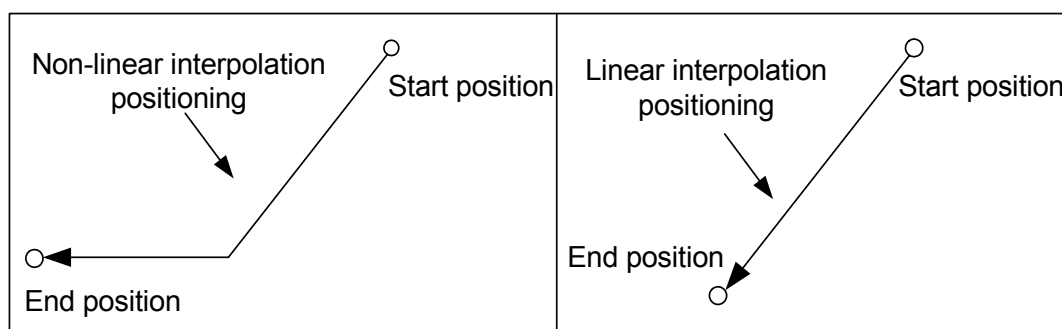 Non-linear interpolation
positioning
Start position
End position
Linear interpolation
positioning
Start position
End position